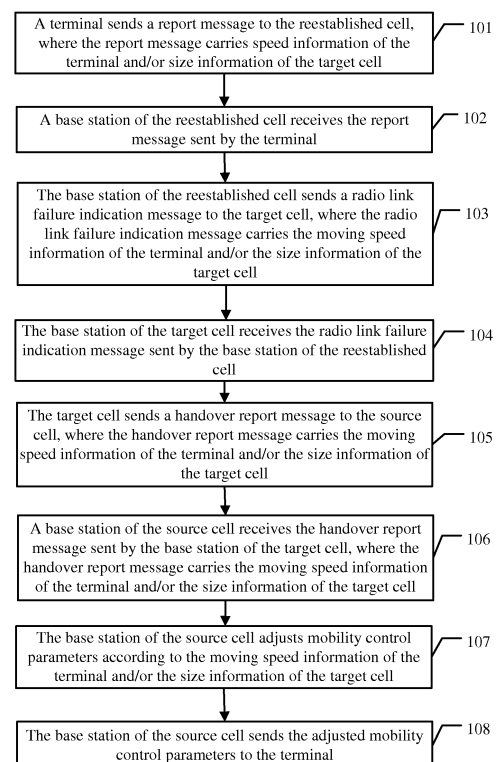 A terminal sends a report message to the reestablished cell,
where the report message carries speed information of the
terminal and/or size information of the target cell
101
A base station of the reestablished cell receives the report
message sent by the terminal
102
The base station of the reestablished cell sends a radio link
failure indication message to the target cell, where the radio
link failure indication message carries the moving speed
information of the terminal and/or the size information of the
target cell
103
The base station of the target cell receives the radio link failure
indication message sent by the base station of the reestablished
cell
104
The target cell sends a handover report message to the source
cell, where the handover report message carries the moving
speed information of the terminal and/or the size information of
the target cell
105
A base station of the source cell receives the handover report
message sent by the base station of the target cell, where the
handover report message carries the moving speed information
of the terminal and/or the size information of the target cell
106
The base station of the source cell adjusts mobility control
parameters according to the moving speed information of the
terminal and/or the size information of the target cell
107
The base station of the source cell sends the adjusted mobility
control parameters to the terminal
108